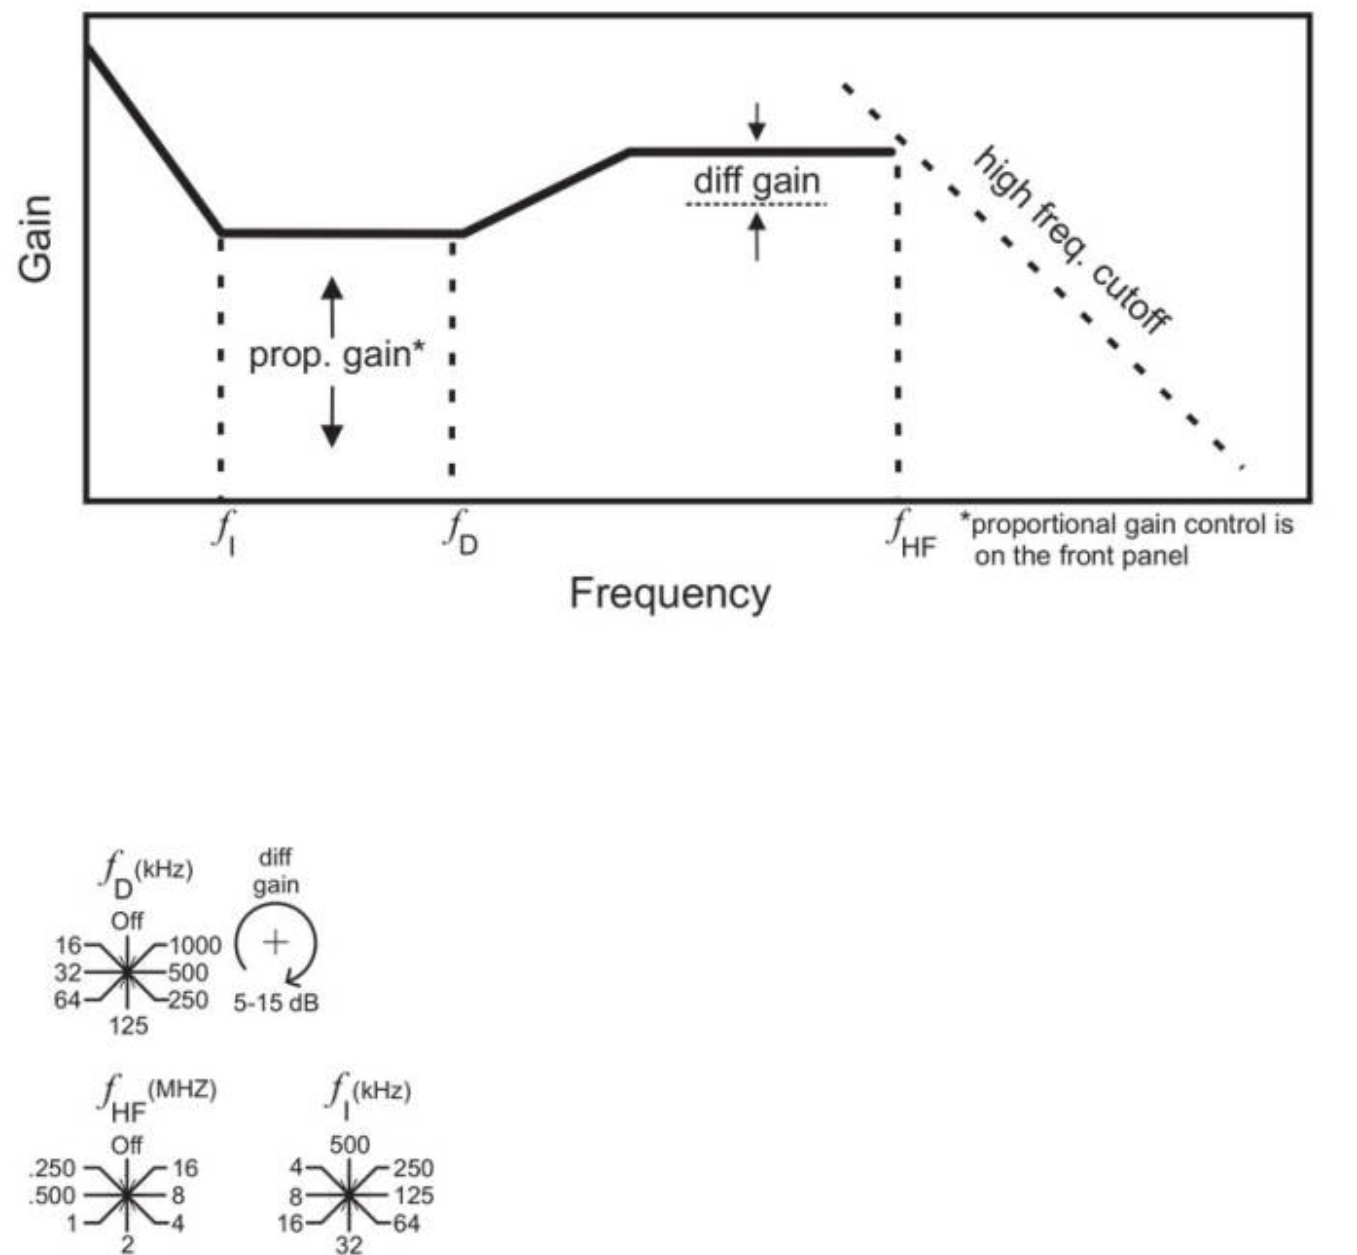 Gain
diff gain
high freq. cutoff
prop. gain*
fI
fD
fHF
*proportional gain control is
on the front panel
Frequency
fD (kHz)
Off
16
1000
32
500
64
250
125
diff
gain
+
5-15 dB
fHF (MHZ)
Off
.250
16
.500
8
1
4
2
fI (kHz)
500
4
250
8
125
16
64
32